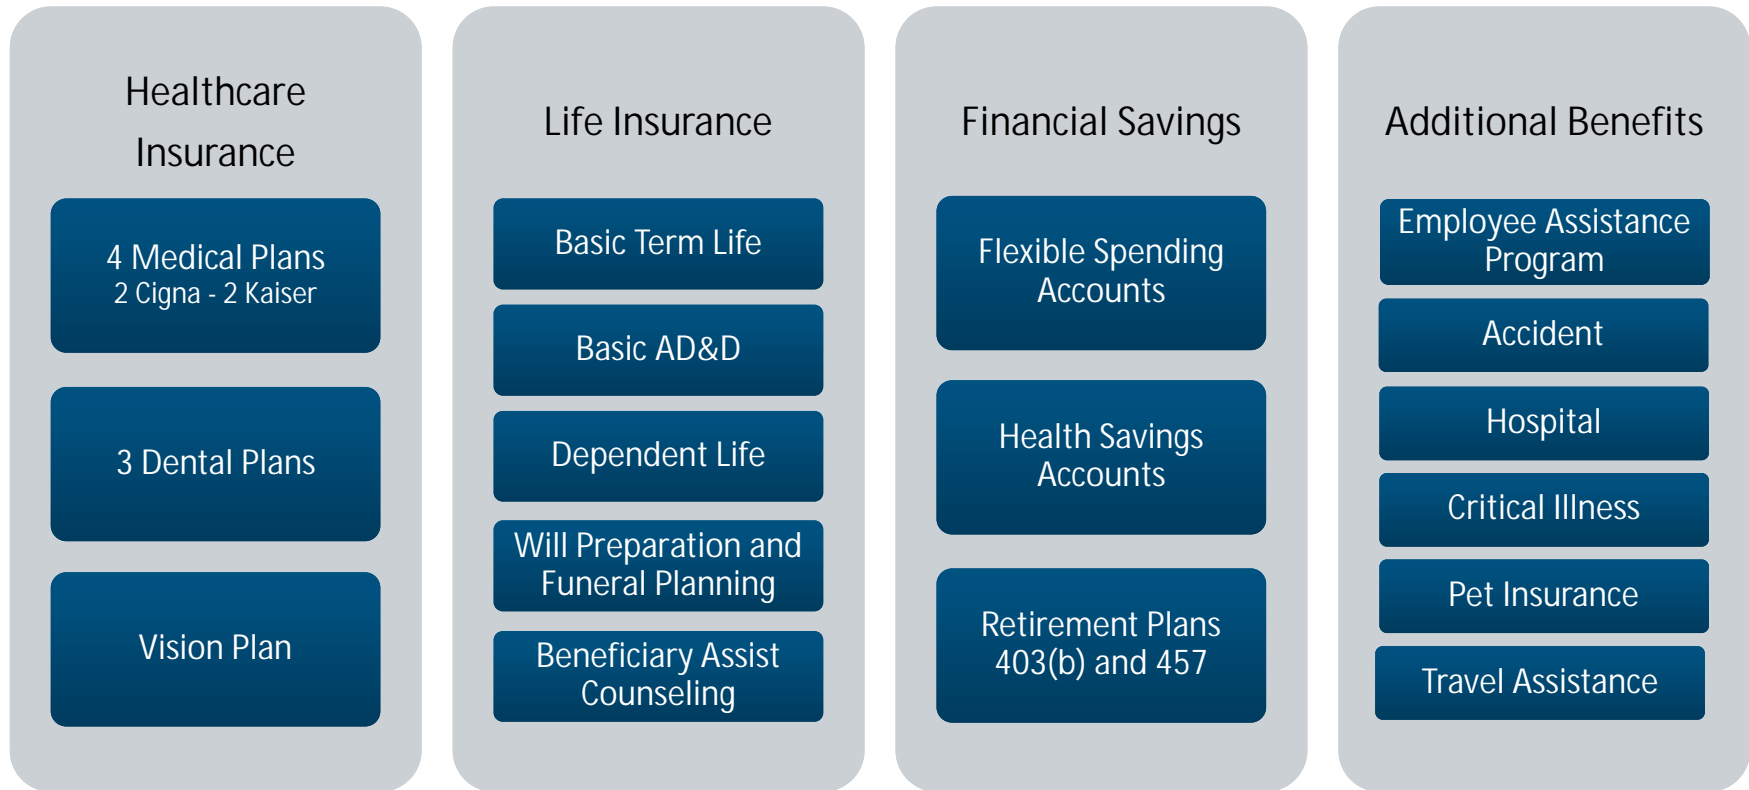 Healthcare
Insurance
4 Medical Plans
2 Cigna - 2 Kaiser
3 Dental Plans
Vision Plan
Life Insurance
Basic Term Life
Basic AD&D
Dependent Life
Will Preparation and
Funeral Planning
Beneficiary Assist
Counseling
Financial Savings
Flexible Spending
Accounts
Health Savings
Accounts
Retirement Plans
403(b) and 457
Additional Benefits
Employee Assistance
Program
Accident
Hospital
Critical Illness
Pet Insurance
Travel Assistance